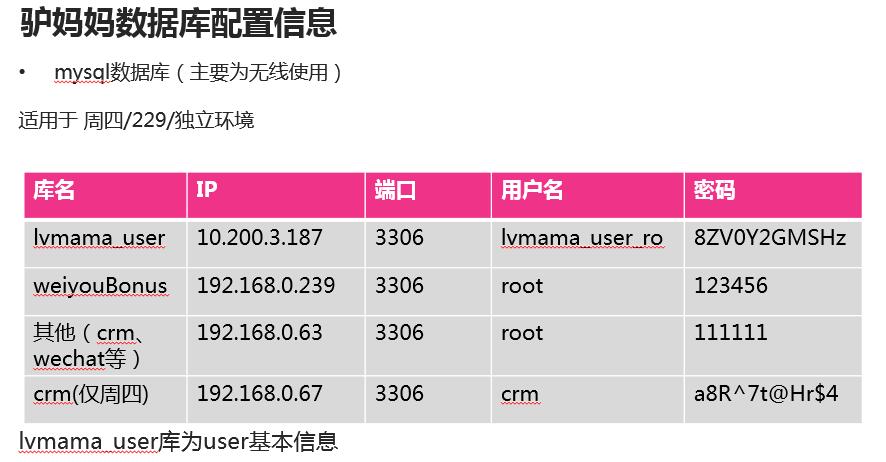 驴妈妈数据库配置信息
• mysql数据库（主要为无线使用）
适用于 周四/229/独立环境
库名 IP 端口 用户名 密码
lvmama_user 10.200.3.187 3306 lvmama_user_ro 8ZV0Y2GMSHz
weiyouBonus 192.168.0.239 3306 root 123456
其他（crm、 192.168.0.63 3306 root 111111
wechat等）
crm(仅周四) 192.168.0.67 3306 crm a8R^7t@Hr$4
lvmama_user库为user基本信息